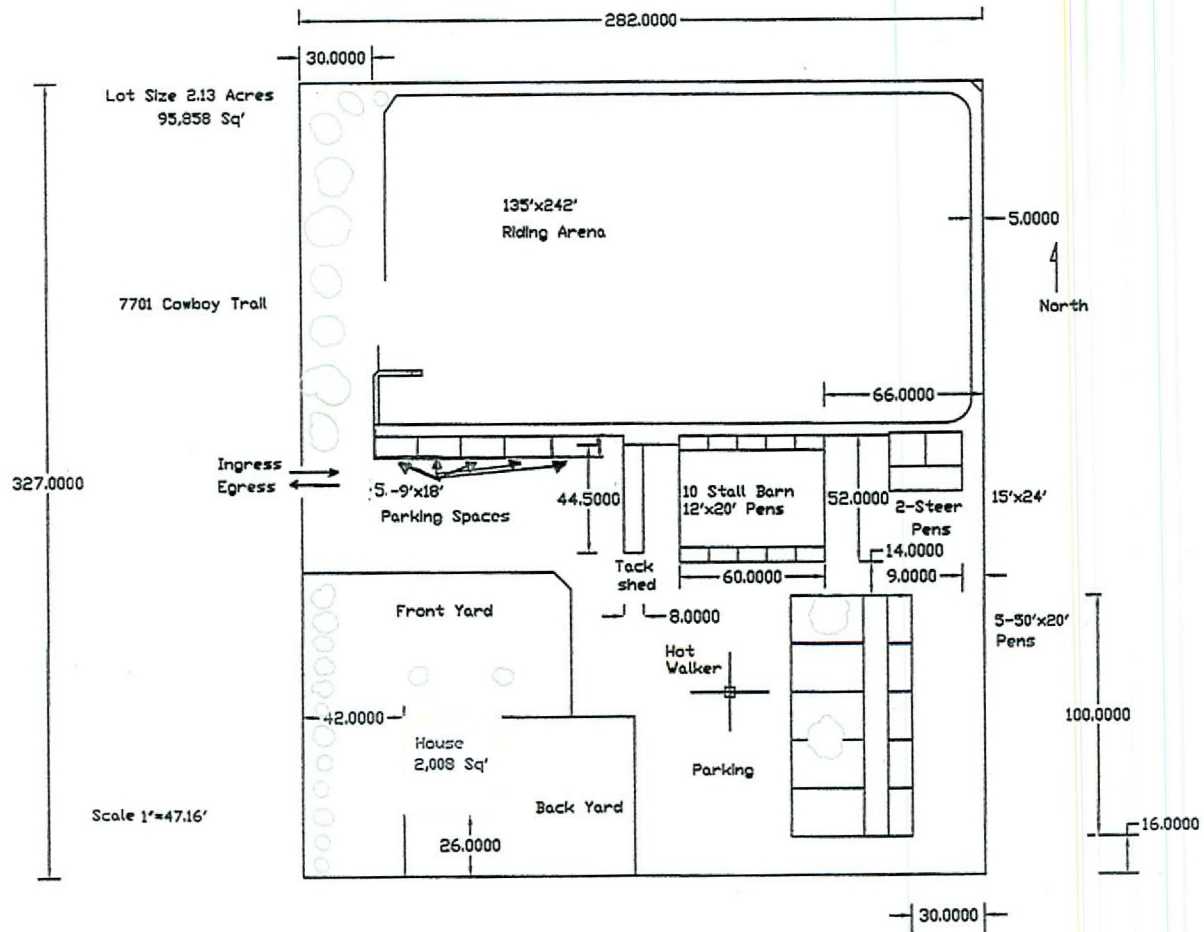 282.0000
30.0000
Lot Size 2.13 Acres
95,858 Sq'
135'x242'
Riding Arena
5.0000
North
7701 Cowboy Trail
66.0000
Ingress
Egress
327.0000
5.-9'x18'
Parking Spaces
44.5000
10 Stall Barn
12'x20' Pens
52.0000
2-Steer
Pens
15'x24'
14.0000
9.0000
Tack
shed
60.0000
8.0000
Front Yard
5-50'x20'
Pens
Hot
Walker
42.0000
100.0000
House
2,008 Sq'
Parking
Back Yard
Scale 1"=47.16'
26.0000
16.0000
30.0000